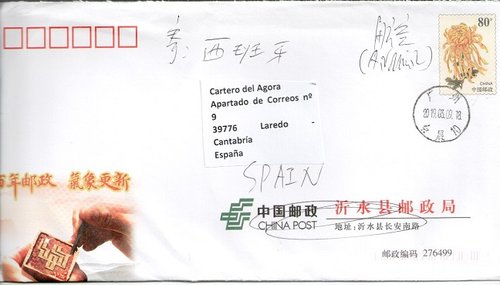 80分
CHINA
中国邮政
寄：西班牙
航空
(AirMail)
Cartero del Agora
Apartado de Correos nº
9
39776 Laredo
Cantabria
España
SPAIN
百年邮政 气象更新
中国邮政
CHINA POST
沂水县邮政局
地址：沂水县长安南路
邮政编码 276499